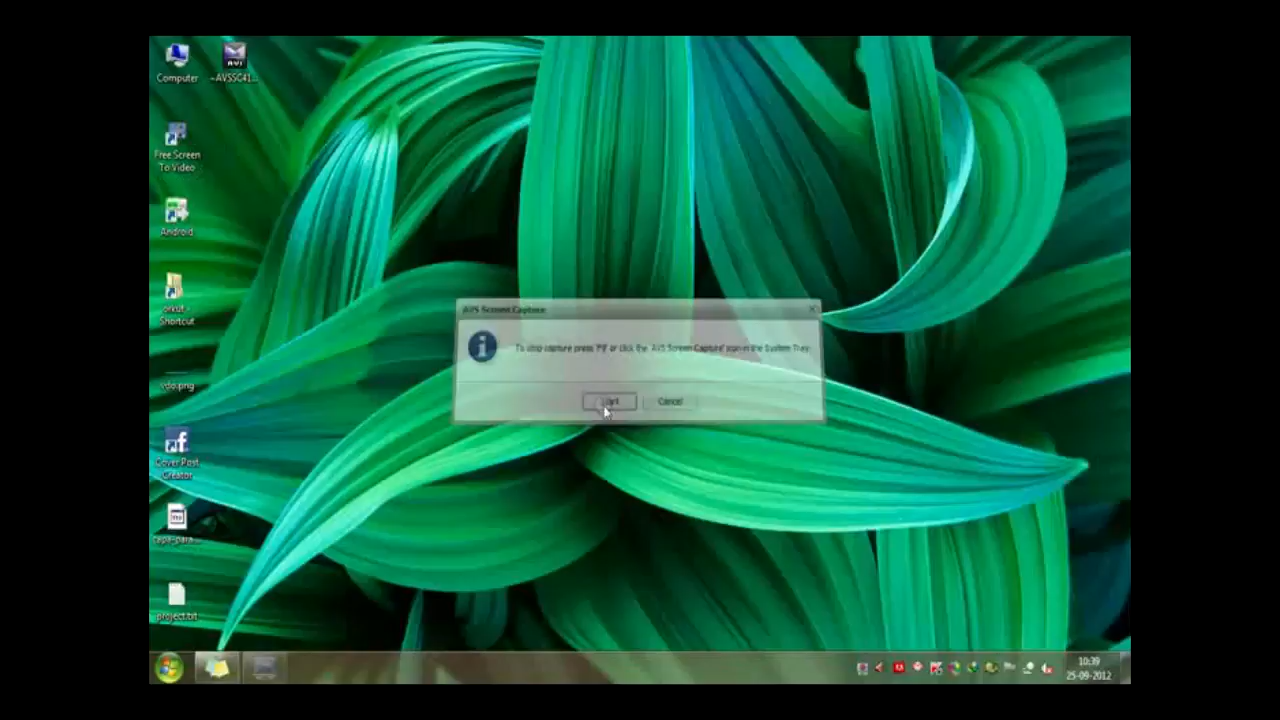 Computer
~AVSSC41...
Free Screen
To Video
Android
orkut -
Shortcut
vdo.png
Cover Post
Creator
capa-para...
project.txt
AVS Screen Capture
To stop capture press or click the 'AVS Screen Capture' icon in the System Tray.
Start
Cancel
10:39
25-09-2012